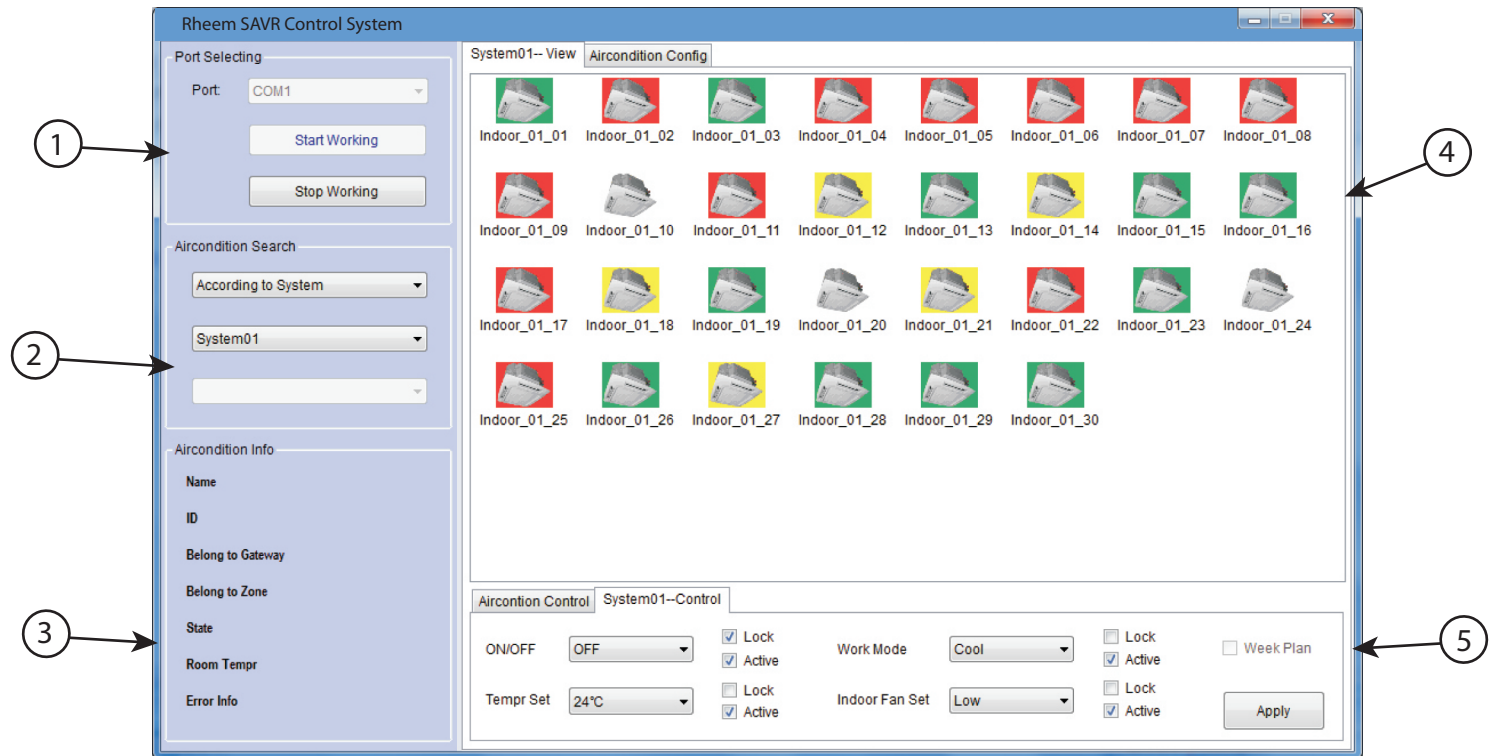 Rheem SAVR Control System
X
Port Selecting
Port:
COM1
Start Working
Stop Working
1
Aircondition Search
According to System
System01
2
Aircondition Info
Name
ID
Belong to Gateway
Belong to Zone
State
Room Tempr
Error Info
3
System01-- View Aircondition Config
Indoor_01_01 Indoor_01_02 Indoor_01_03 Indoor_01_04 Indoor_01_05 Indoor_01_06 Indoor_01_07 Indoor_01_08
Indoor_01_09 Indoor_01_10 Indoor_01_11 Indoor_01_12 Indoor_01_13 Indoor_01_14 Indoor_01_15 Indoor_01_16
Indoor_01_17 Indoor_01_18 Indoor_01_19 Indoor_01_20 Indoor_01_21 Indoor_01_22 Indoor_01_23 Indoor_01_24
Indoor_01_25 Indoor_01_26 Indoor_01_27 Indoor_01_28 Indoor_01_29 Indoor_01_30
4
Aircontion Control System01--Control
ON/OFF OFF Lock Active
Work Mode Cool Lock Active
Week Plan
Tempr Set 24°C Lock Active
Indoor Fan Set Low Lock Active
Apply
5